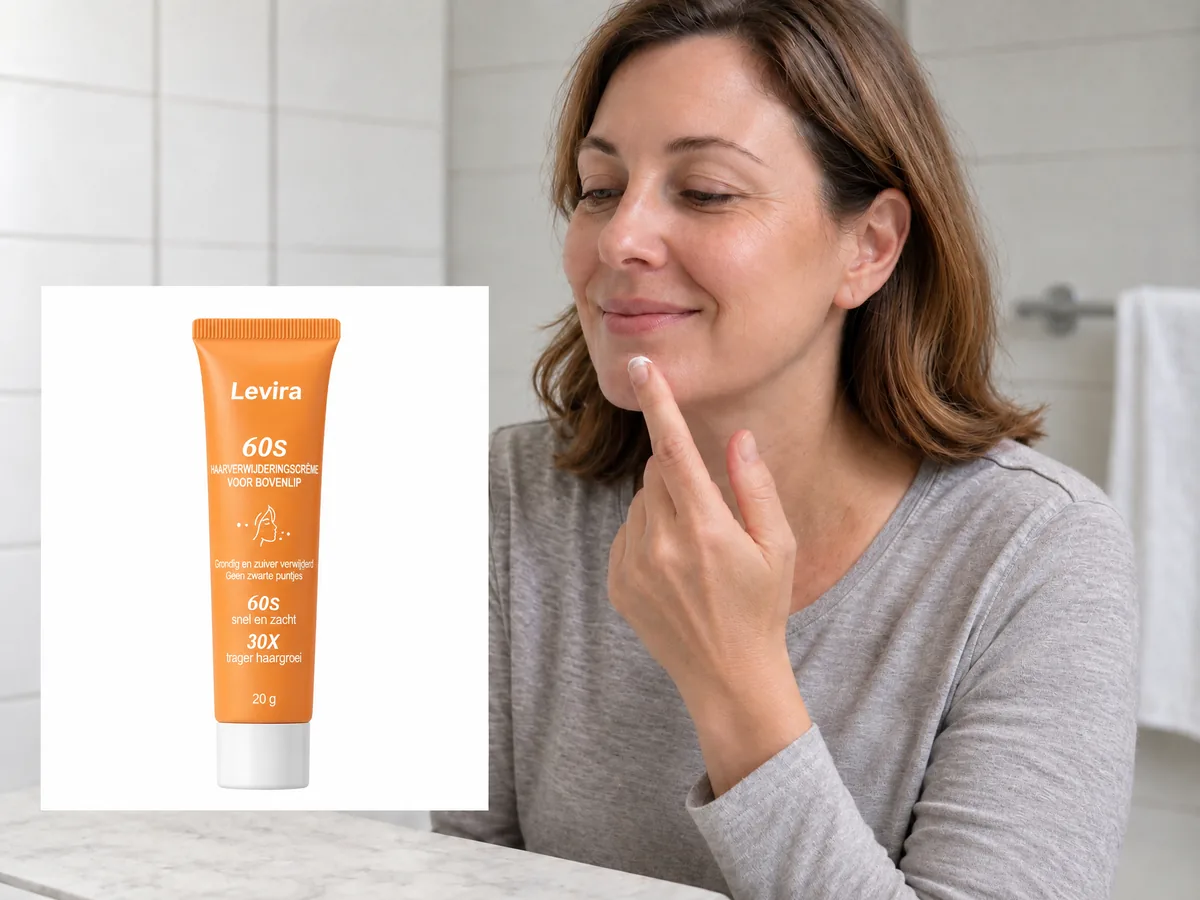 Levira
60s
HAARVERWIJDERINGSCRÈME
VOOR BOVENLIP
Grondig en zuiver verwijderd
Geen zwarte puntjes
60s
snel en zacht
30X
trager haargroei
20 g